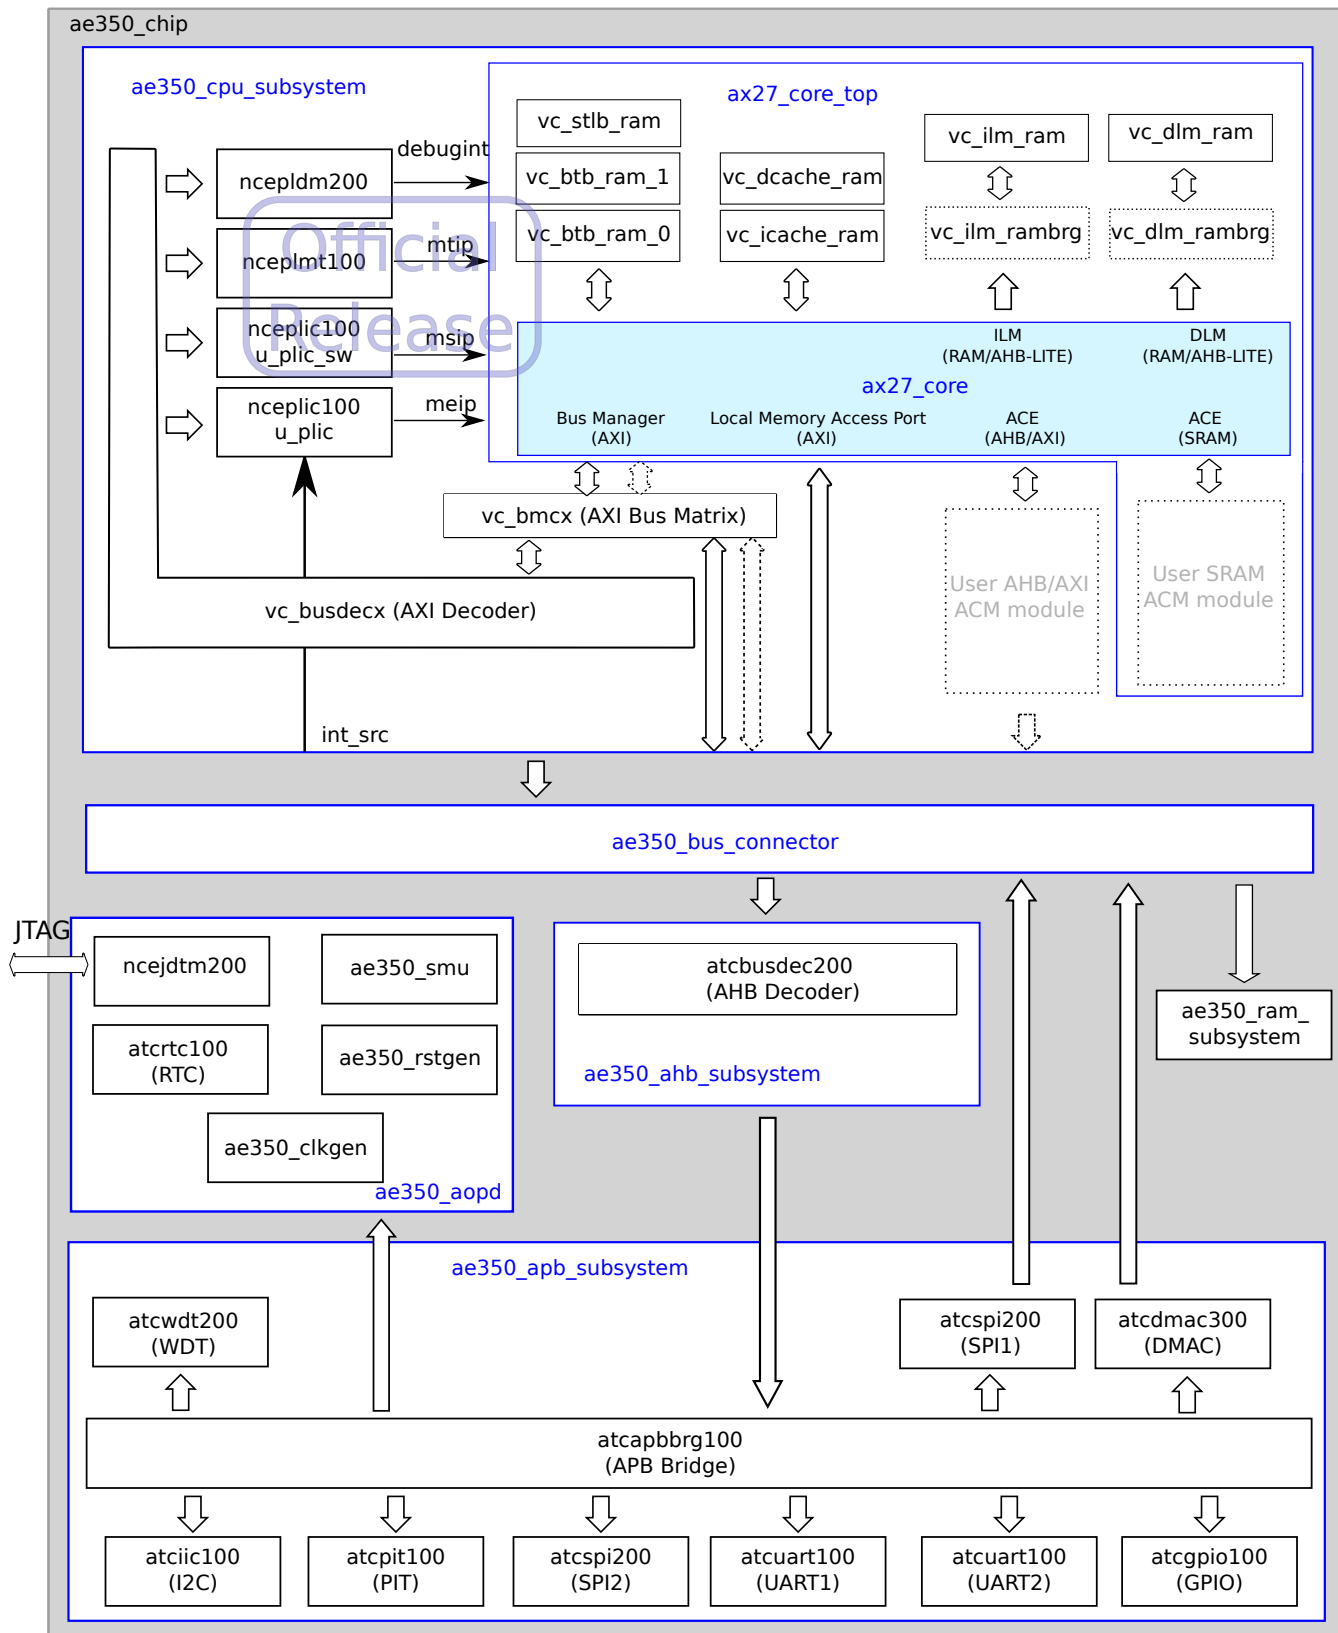 ae350_chip
ae350_cpu_subsystem
ax27_core_top
vc_stlb_ram
vc_ilm_ram
vc_dlm_ram
debugint
ncepldm200
vc_btb_ram_1
vc_dcache_ram
Official
Release
nceplmt100
mtip
vc_btb_ram_0
vc_icache_ram
vc_ilm_rambrg
vc_dlm_rambrg
nceplic100
u_plic_sw
msip
ILM
(RAM/AHB-LITE)
DLM
(RAM/AHB-LITE)
ax27_core
nceplic100
u_plic
meip
Bus Manager
(AXI)
Local Memory Access Port
(AXI)
ACE
(AHB/AXI)
ACE
(SRAM)
vc_bmcx (AXI Bus Matrix)
User AHB/AXI
ACM module
User SRAM
ACM module
vc_busdecx (AXI Decoder)
int_src
ae350_bus_connector
JTAG
ncejdtm200
ae350_smu
atcrtc100
(RTC)
ae350_rstgen
ae350_clkgen
ae350_aopd
atcbusdec200
(AHB Decoder)
ae350_ahb_subsystem
ae350_ram_
subsystem
ae350_apb_subsystem
atcwdt200
(WDT)
atcspi200
(SPI1)
atcdmac300
(DMAC)
atcapbbrg100
(APB Bridge)
atciic100
(I2C)
atcpit100
(PIT)
atcspi200
(SPI2)
atcuart100
(UART1)
atcuart100
(UART2)
atcgpio100
(GPIO)